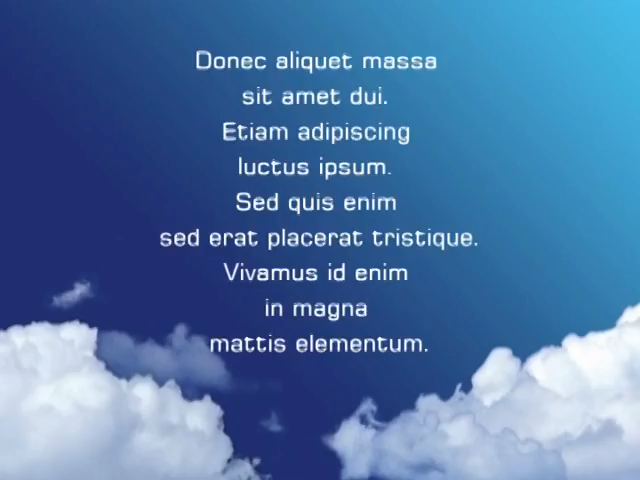 Donec aliquet massa
sit amet dui.
Etiam adipiscing
luctus ipsum.
Sed quis enim
sed erat placerat tristique.
Vivamus id enim
in magna
mattis elementum.